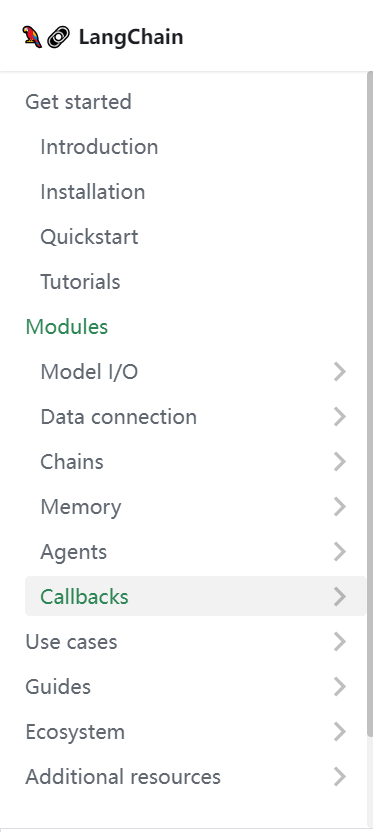 LangChain
Get started
Introduction
Installation
Quickstart
Tutorials
Modules
Model I/O
Data connection
Chains
Memory
Agents
Callbacks
Use cases
Guides
Ecosystem
Additional resources